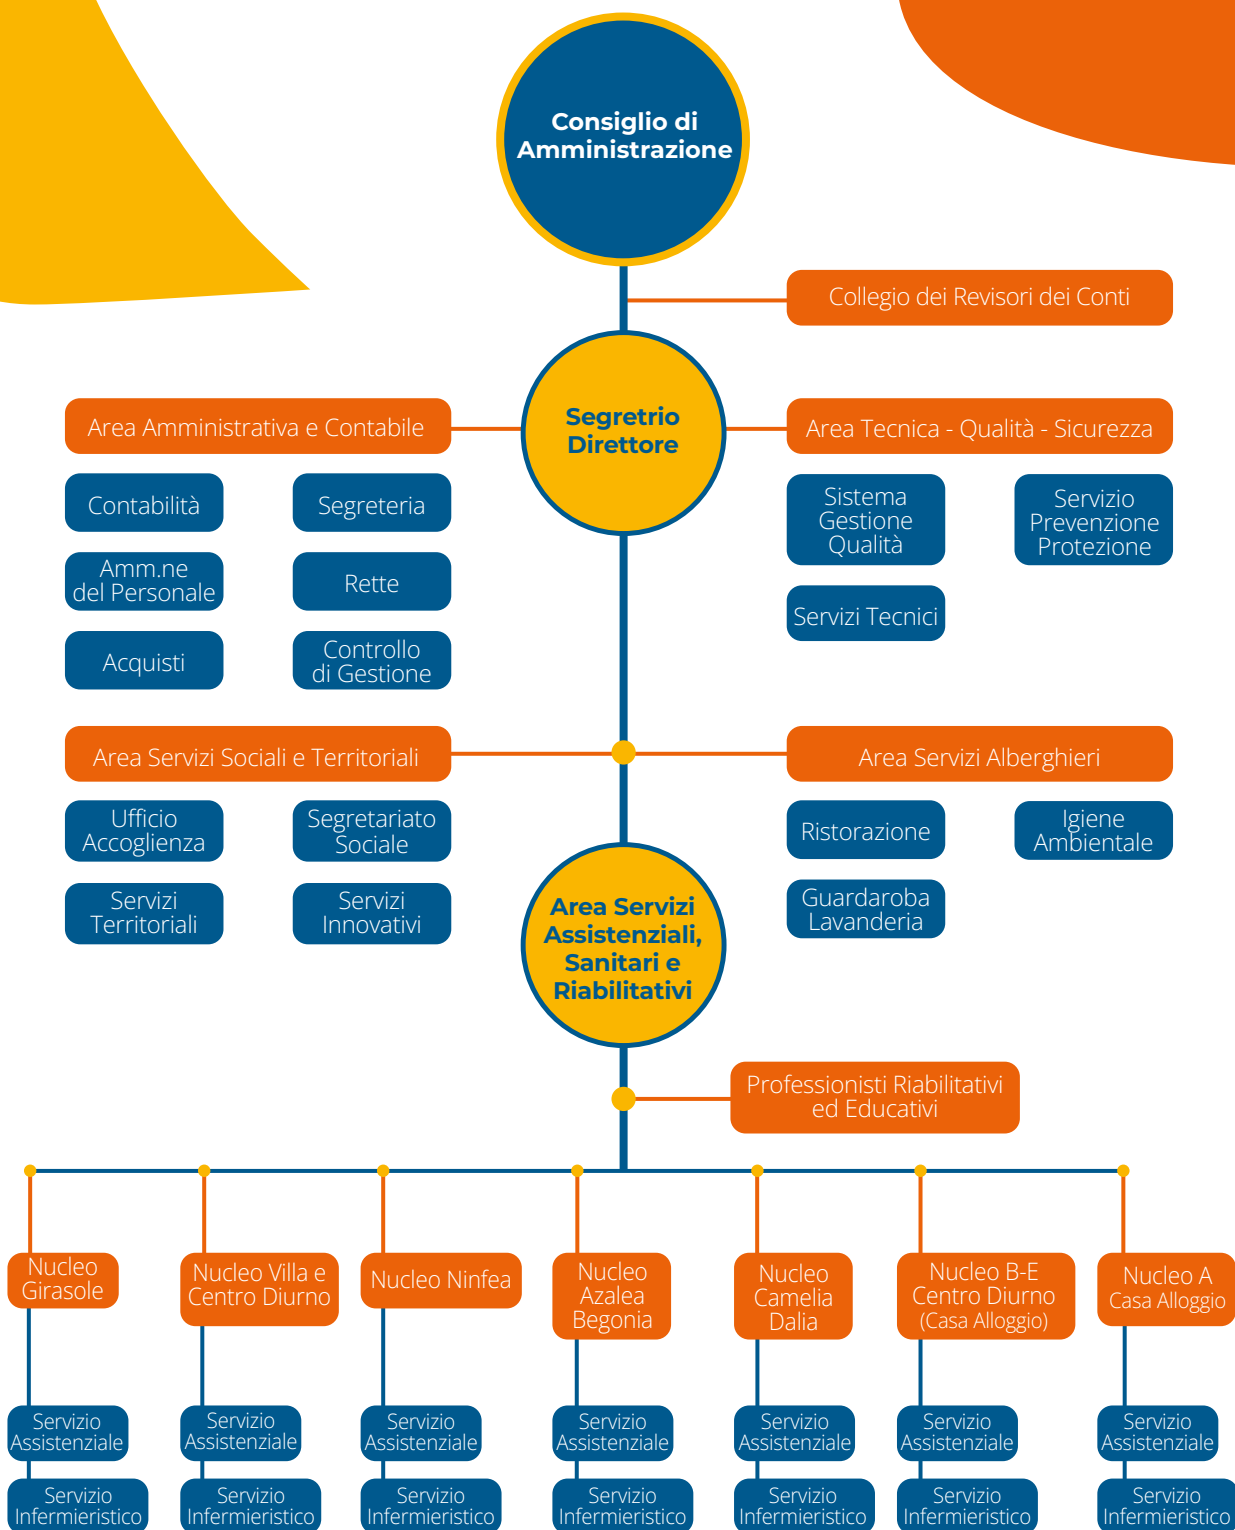 Consiglio di
Amministrazione
Collegio dei Revisori dei Conti
Segretrio
Direttore
Area Amministrativa e Contabile
Contabilità
Segreteria
Amm.ne
del Personale
Rette
Acquisti
Controllo
di Gestione
Area Tecnica - Qualità - Sicurezza
Sistema
Gestione
Qualità
Servizio
Prevenzione
Protezione
Servizi Tecnici
Area Servizi Sociali e Territoriali
Ufficio
Accoglienza
Segretariato
Sociale
Servizi
Territoriali
Servizi
Innovativi
Area Servizi Alberghieri
Ristorazione
Igiene
Ambientale
Guardaroba
Lavanderia
Area Servizi
Assistenziali,
Sanitari e
Riabilitativi
Professionisti Riabilitativi
ed Educativi
Nucleo
Girasole
Nucleo Villa e
Centro Diurno
Nucleo Ninfea
Nucleo
Azalea
Begonia
Nucleo
Camelia
Dalia
Nucleo B-E
Centro Diurno
(Casa Alloggio)
Nucleo A
Casa Alloggio
Servizio
Assistenziale
Servizio
Assistenziale
Servizio
Assistenziale
Servizio
Assistenziale
Servizio
Assistenziale
Servizio
Assistenziale
Servizio
Assistenziale
Servizio
Infermieristico
Servizio
Infermieristico
Servizio
Infermieristico
Servizio
Infermieristico
Servizio
Infermieristico
Servizio
Infermieristico
Servizio
Infermieristico